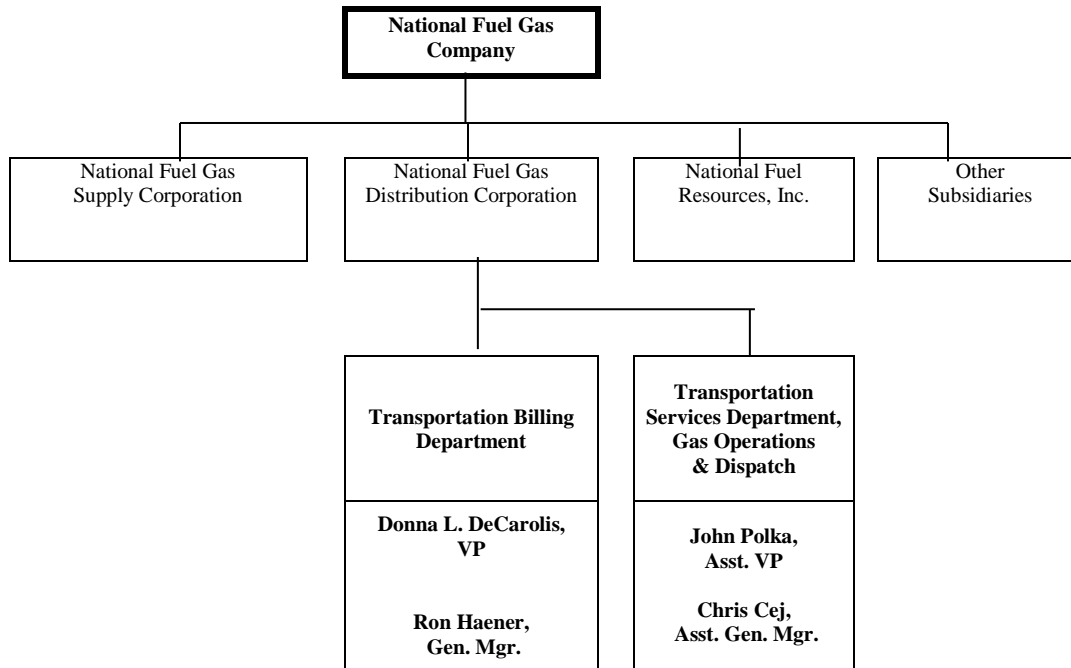 National Fuel Gas
Company
National Fuel Gas
Supply Corporation
National Fuel Gas
Distribution Corporation
National Fuel
Resources, Inc.
Other
Subsidiaries
Transportation Billing
Department
Transportation
Services Department,
Gas Operations
& Dispatch
Donna L. DeCarolis,
VP
Ron Haener,
Gen. Mgr.
John Polka,
Asst. VP
Chris Cej,
Asst. Gen. Mgr.